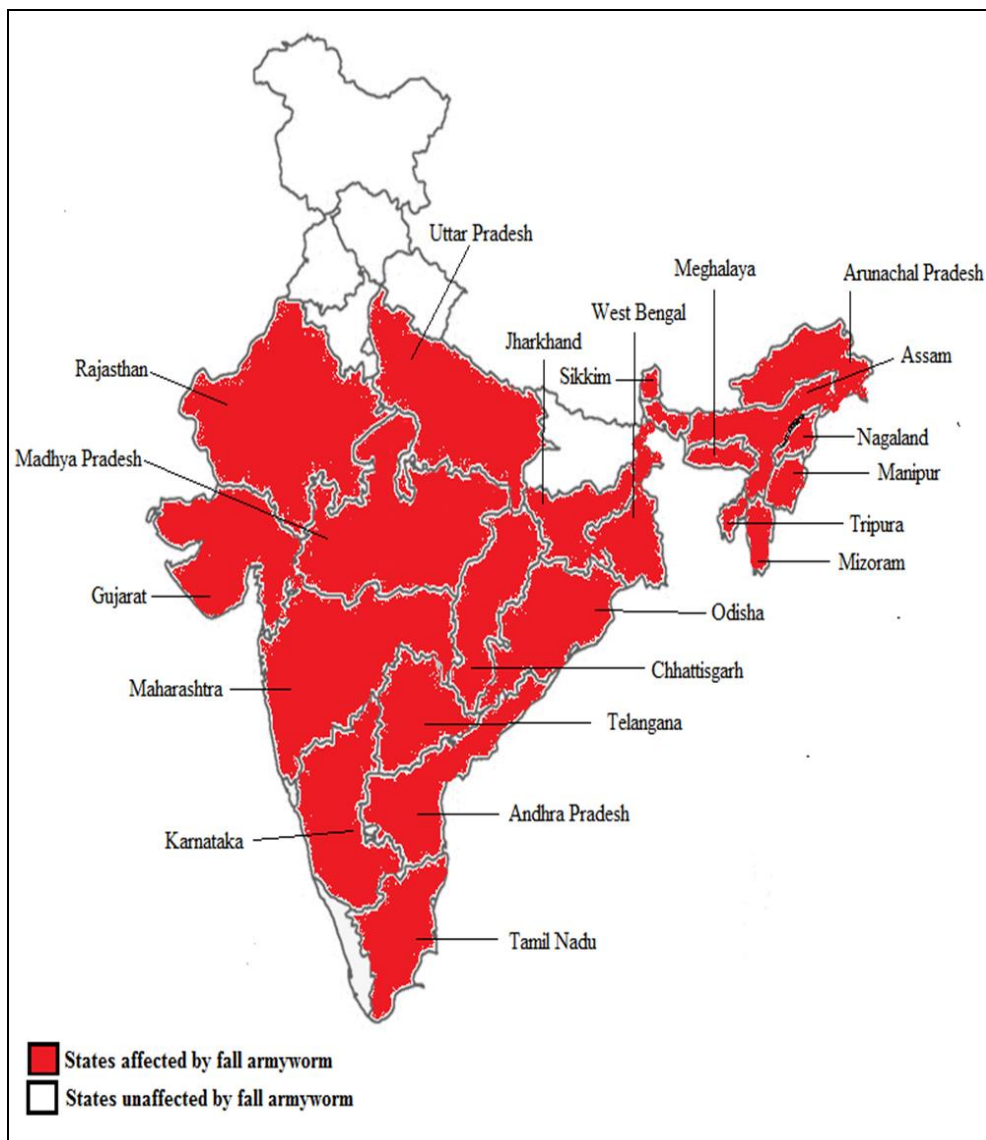 Uttar Pradesh
Meghalaya
Arunachal Pradesh
West Bengal
Jharkhand
Assam
Sikkim
Rajasthan
Nagaland
Madhya Pradesh
Manipur
Tripura
Mizoram
Gujarat
Odisha
Chhattisgarh
Maharashtra
Telangana
Andhra Pradesh
Karnataka
Tamil Nadu
States affected by fall armyworm
States unaffected by fall armyworm